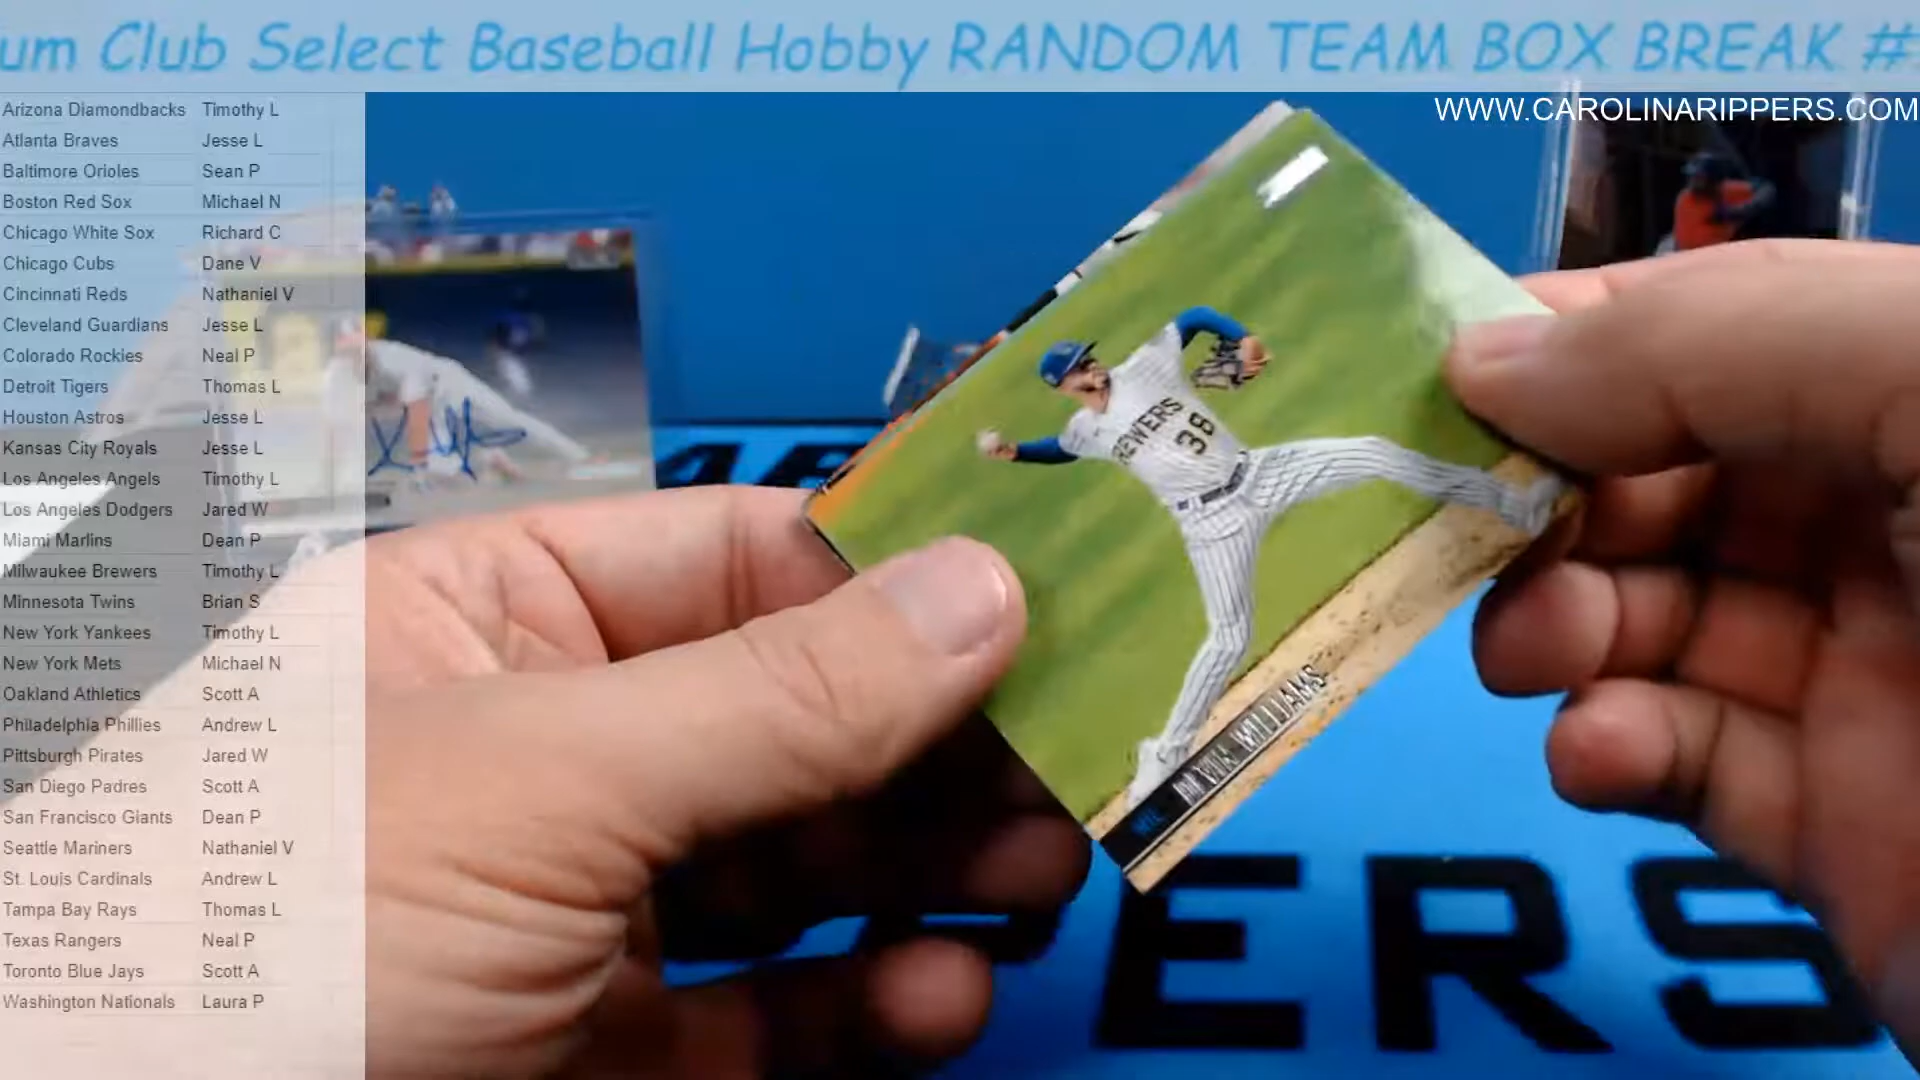 um Club Select Baseball Hobby RANDOM TEAM BOX BREAK #
WWW.CAROLINARIPPERS.COM
Arizona Diamondbacks Timothy L
Atlanta Braves Jesse L
Baltimore Orioles Sean P
Boston Red Sox Michael N
Chicago White Sox Richard C
Chicago Cubs Dane V
Cincinnati Reds Nathaniel V
Cleveland Guardians Jesse L
Colorado Rockies Neal P
Detroit Tigers Thomas L
Houston Astros Jesse L
Kansas City Royals Jesse L
Los Angeles Angels Timothy L
Los Angeles Dodgers Jared W
Miami Marlins Dean P
Milwaukee Brewers Timothy L
Minnesota Twins Brian S
New York Yankees Timothy L
New York Mets Michael N
Oakland Athletics Scott A
Philadelphia Phillies Andrew L
Pittsburgh Pirates Jared W
San Diego Padres Scott A
San Francisco Giants Dean P
Seattle Mariners Nathaniel V
St. Louis Cardinals Andrew L
Tampa Bay Rays Thomas L
Texas Rangers Neal P
Toronto Blue Jays Scott A
Washington Nationals Laura P
BREWERS
38
MIL DEVIN WILLIAMS
PERS